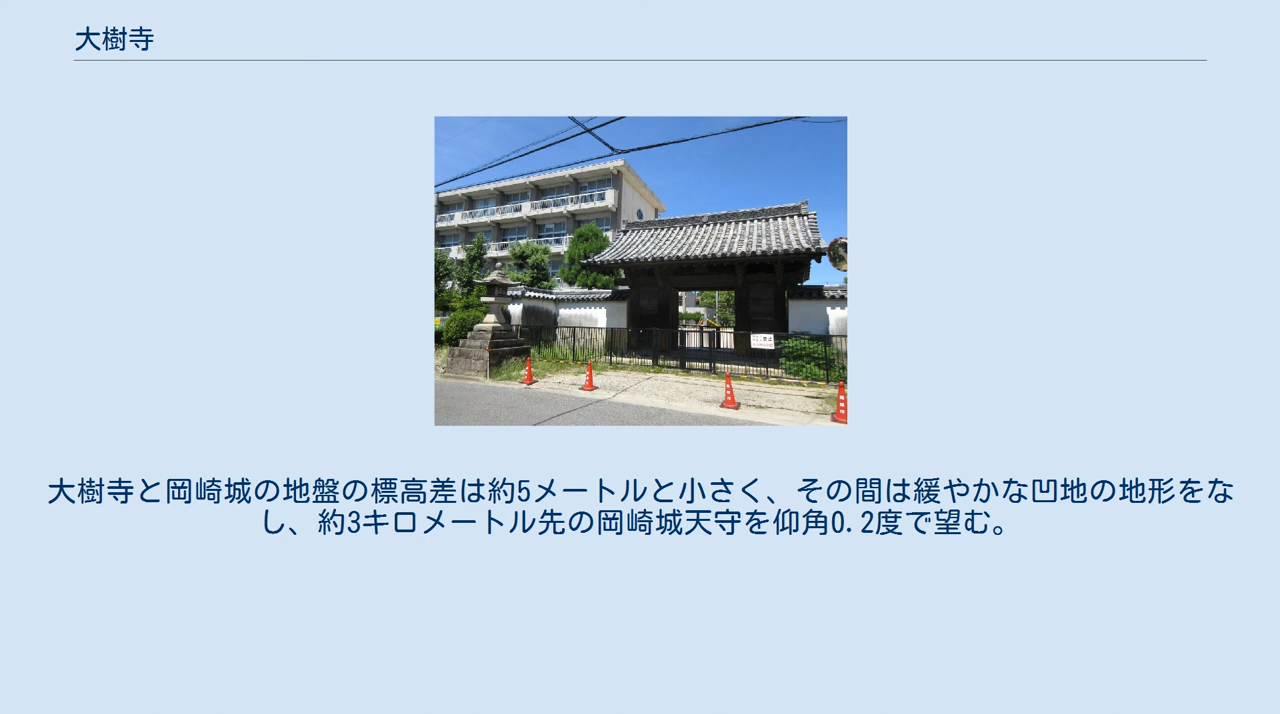 大樹寺
大樹寺と岡崎城の地盤の標高差は約5メートルと小さく、その間は緩やかな凹地の地形をな
し、約3キロメートル先の岡崎城天守を仰角0.2度で望む。